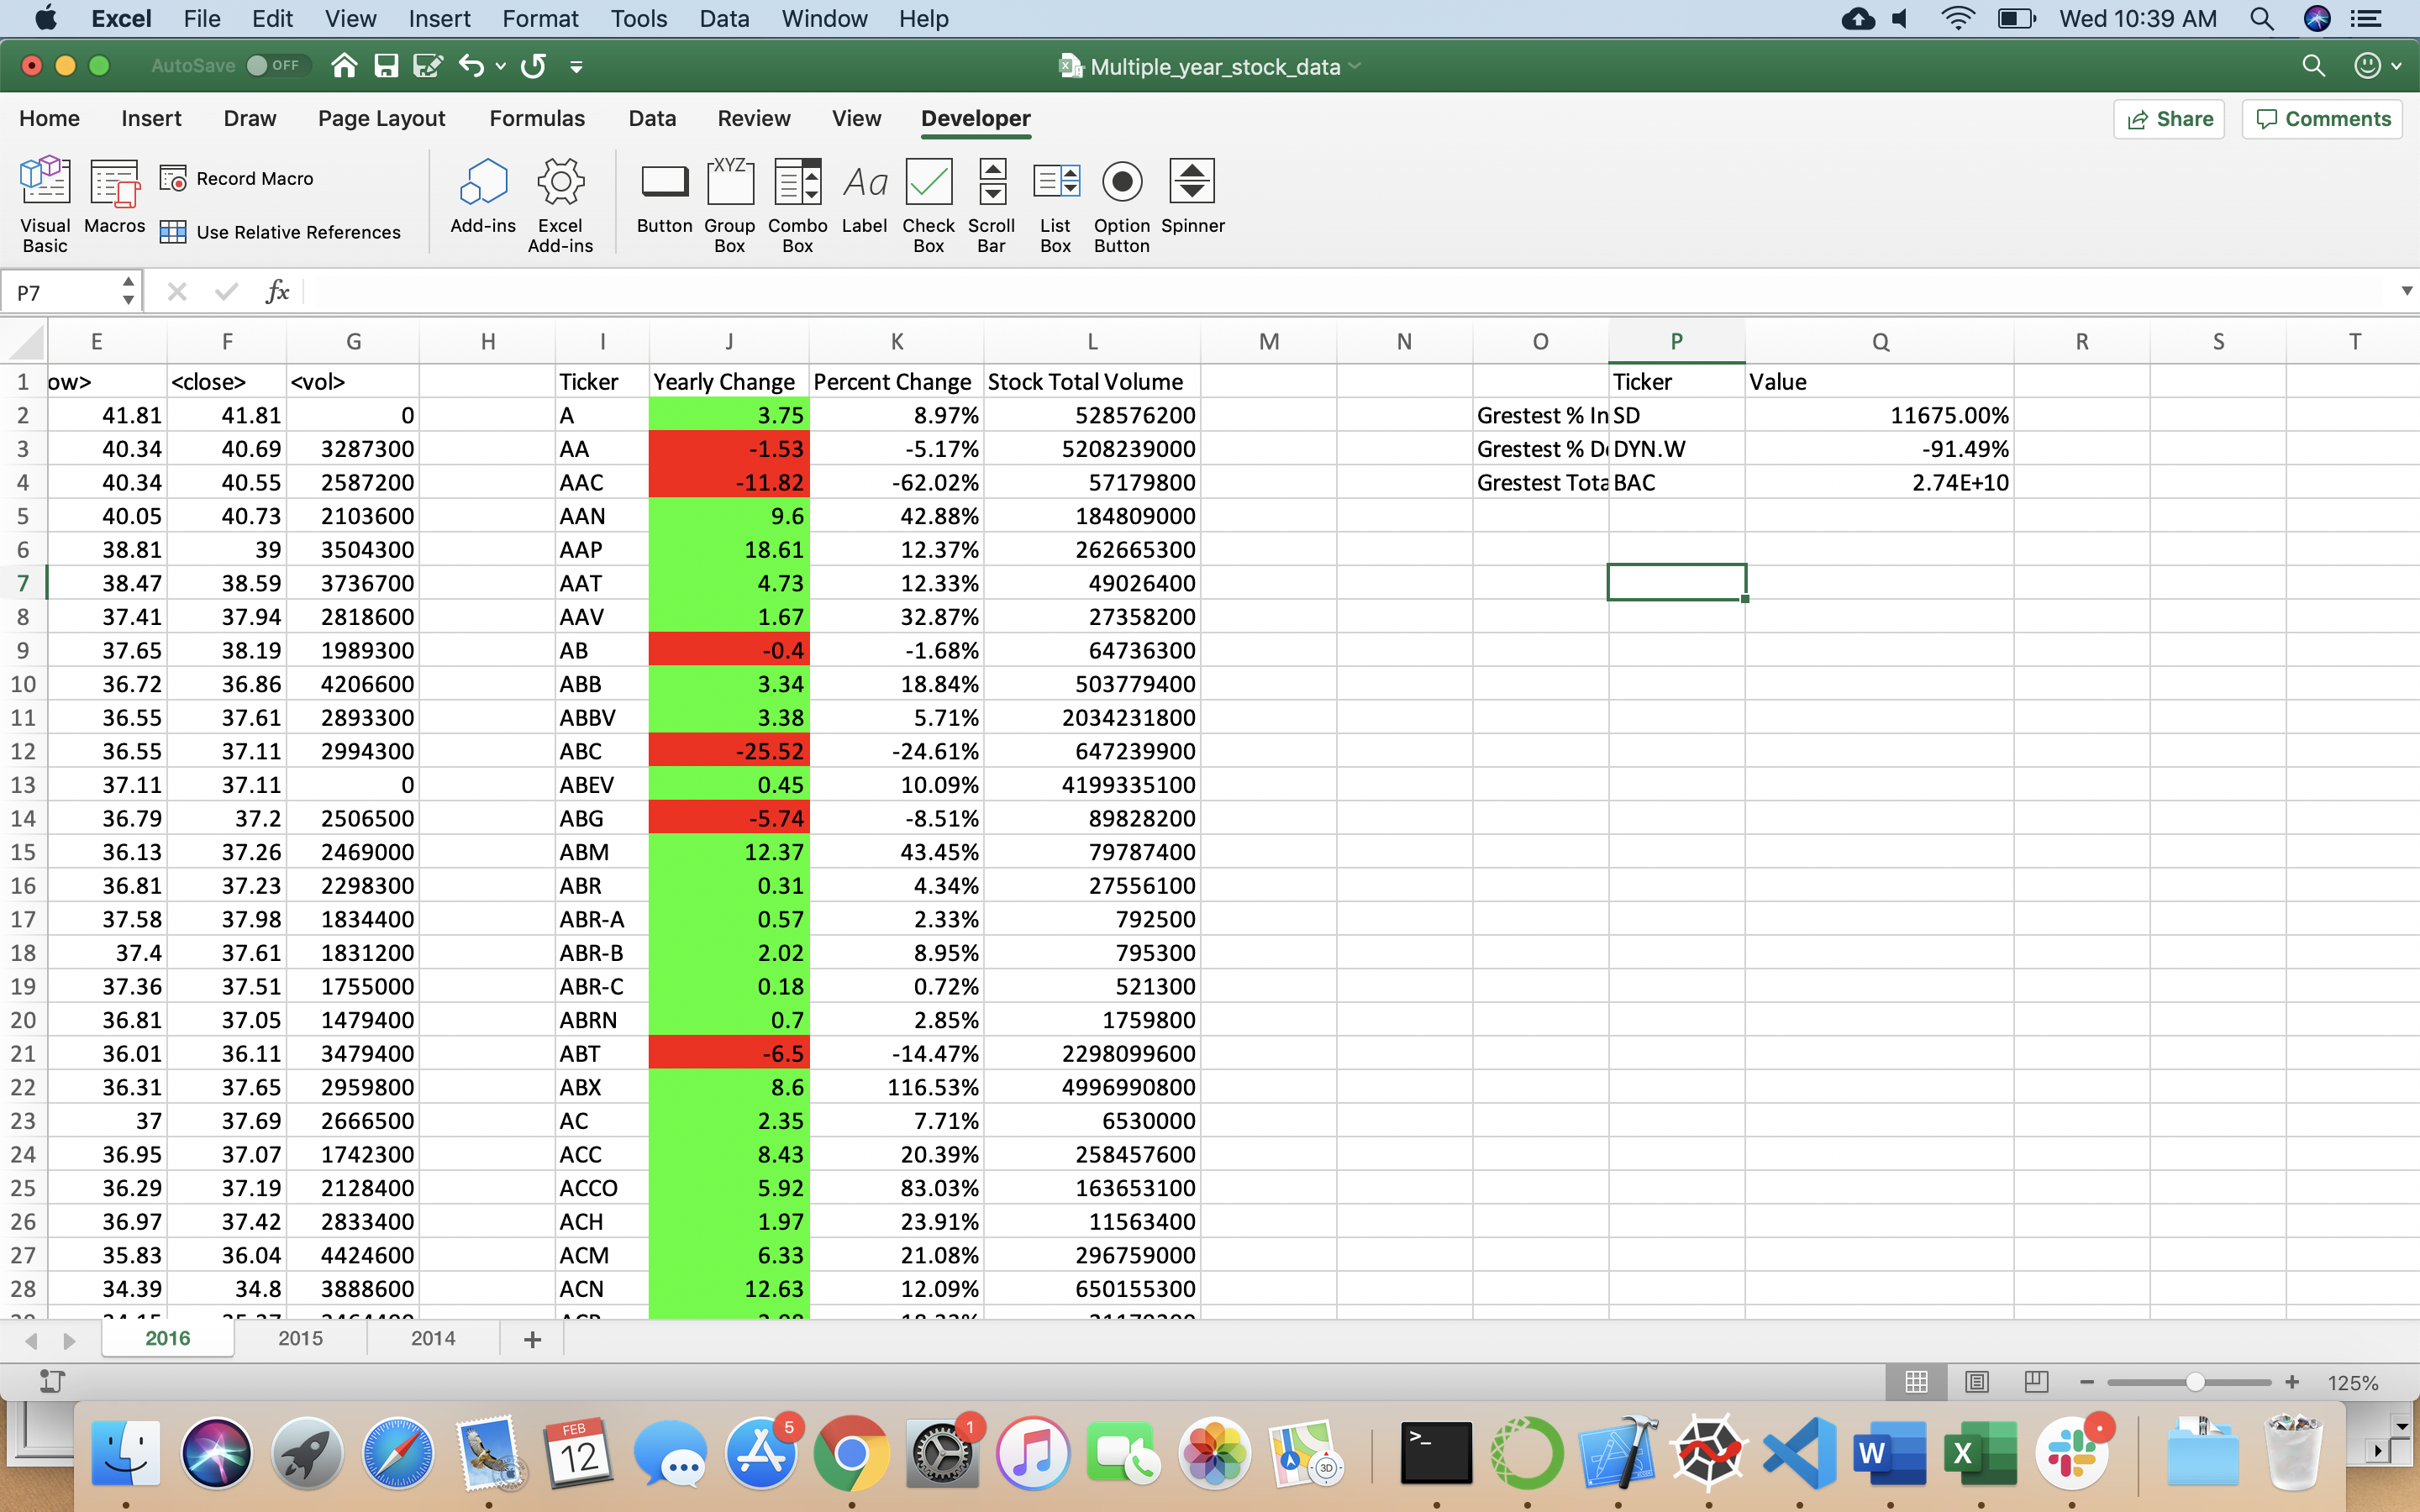 Excel File Edit View Insert Format Tools Data Window Help Wed 10:39 AM
AutoSave OFF Multiple_year_stock_data
Home Insert Draw Page Layout Formulas Data Review View Developer Share Comments
Visual Basic Macros Record Macro Use Relative References Add-ins Excel Add-ins Button XYZ Group Box Combo Box Aa Label Check Box Scroll Bar List Box Option Button Spinner
P7 fx
E F G H I J K L M N O P Q R S T
1 ow> <close> <vol> Ticker Yearly Change Percent Change Stock Total Volume Ticker Value
2 41.81 41.81 0 A 3.75 8.97% 528576200 Grestest % In SD 11675.00%
3 40.34 40.69 3287300 AA -1.53 -5.17% 5208239000 Grestest % De DYN.W -91.49%
4 40.34 40.55 2587200 AAC -11.82 -62.02% 57179800 Grestest Tota BAC 2.74E+10
5 40.05 40.73 2103600 AAN 9.6 42.88% 184809000
6 38.81 39 3504300 AAP 18.61 12.37% 262665300
7 38.47 38.59 3736700 AAT 4.73 12.33% 49026400
8 37.41 37.94 2818600 AAV 1.67 32.87% 27358200
9 37.65 38.19 1989300 AB -0.4 -1.68% 64736300
10 36.72 36.86 4206600 ABB 3.34 18.84% 503779400
11 36.55 37.61 2893300 ABBV 3.38 5.71% 2034231800
12 36.55 37.11 2994300 ABC -25.52 -24.61% 647239900
13 37.11 37.11 0 ABEV 0.45 10.09% 4199335100
14 36.79 37.2 2506500 ABG -5.74 -8.51% 89828200
15 36.13 37.26 2469000 ABM 12.37 43.45% 79787400
16 36.81 37.23 2298300 ABR 0.31 4.34% 27556100
17 37.58 37.98 1834400 ABR-A 0.57 2.33% 792500
18 37.4 37.61 1831200 ABR-B 2.02 8.95% 795300
19 37.36 37.51 1755000 ABR-C 0.18 0.72% 521300
20 36.81 37.05 1479400 ABRN 0.7 2.85% 1759800
21 36.01 36.11 3479400 ABT -6.5 -14.47% 2298099600
22 36.31 37.65 2959800 ABX 8.6 116.53% 4996990800
23 37 37.69 2666500 AC 2.35 7.71% 6530000
24 36.95 37.07 1742300 ACC 8.43 20.39% 258457600
25 36.29 37.19 2128400 ACCO 5.92 83.03% 163653100
26 36.97 37.42 2833400 ACH 1.97 23.91% 11563400
27 35.83 36.04 4424600 ACM 6.33 21.08% 296759000
28 34.39 34.8 3888600 ACN 12.63 12.09% 650155300
2016 2015 2014 +
125%
FEB 12 5 1 3D >_ W X